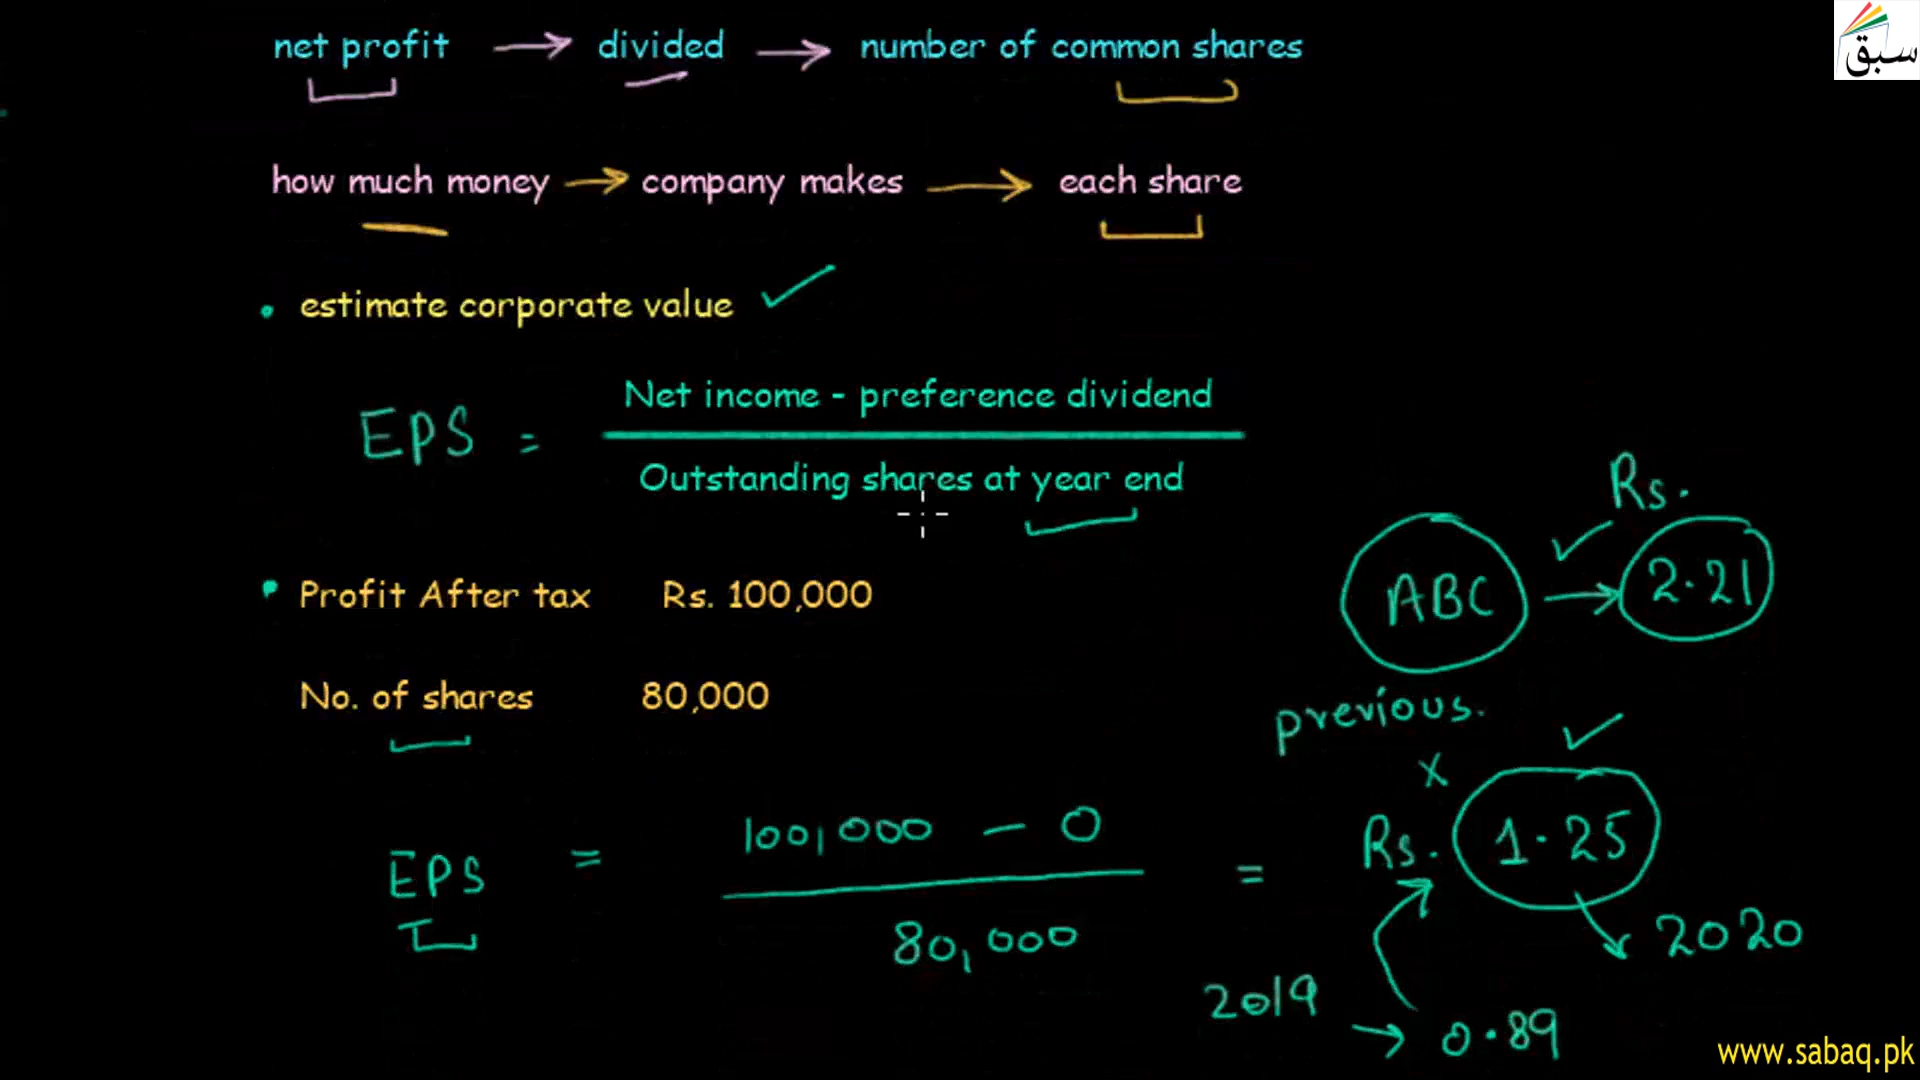 net profit → divided → number of common shares
سبق
how much money → company makes → each share
• estimate corporate value ✓
EPS = Net income - preference dividend
Outstanding shares at year end
Rs.
ABC → 2.21
• Profit After tax Rs. 100,000
No. of shares 80,000
previous.
x
EPS = 100,000 - 0 = Rs. 1.25
80,000
2020
2019 → 0.89
www.sabaq.pk